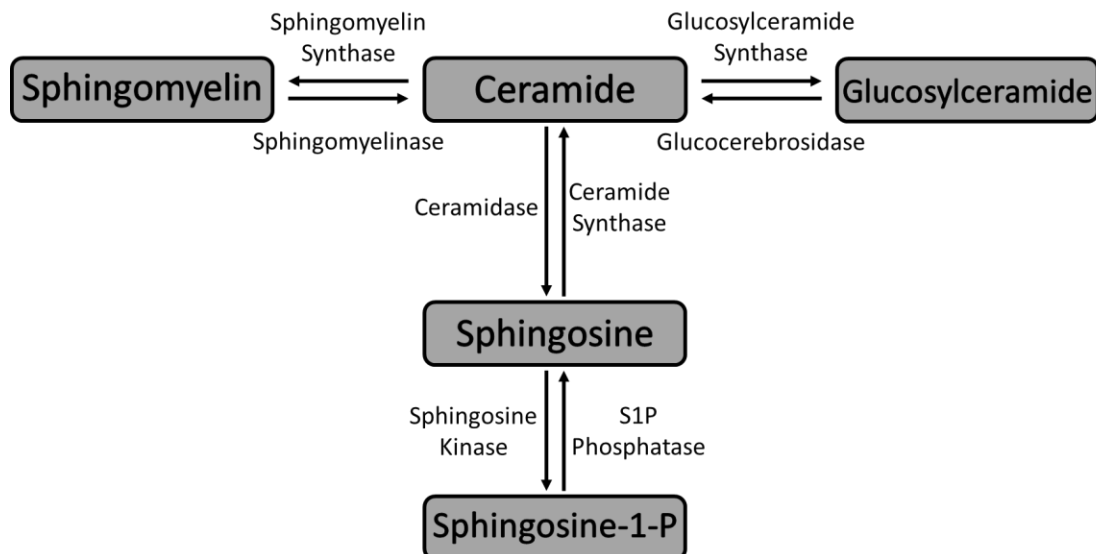 Sphingomyelin
Synthase
Glucosylceramide
Synthase
Sphingomyelin
Ceramide
Glucosylceramide
Sphingomyelinase
Glucocerebrosidase
Ceramidase
Ceramide
Synthase
Sphingosine
Sphingosine
Kinase
S1P
Phosphatase
Sphingosine-1-P